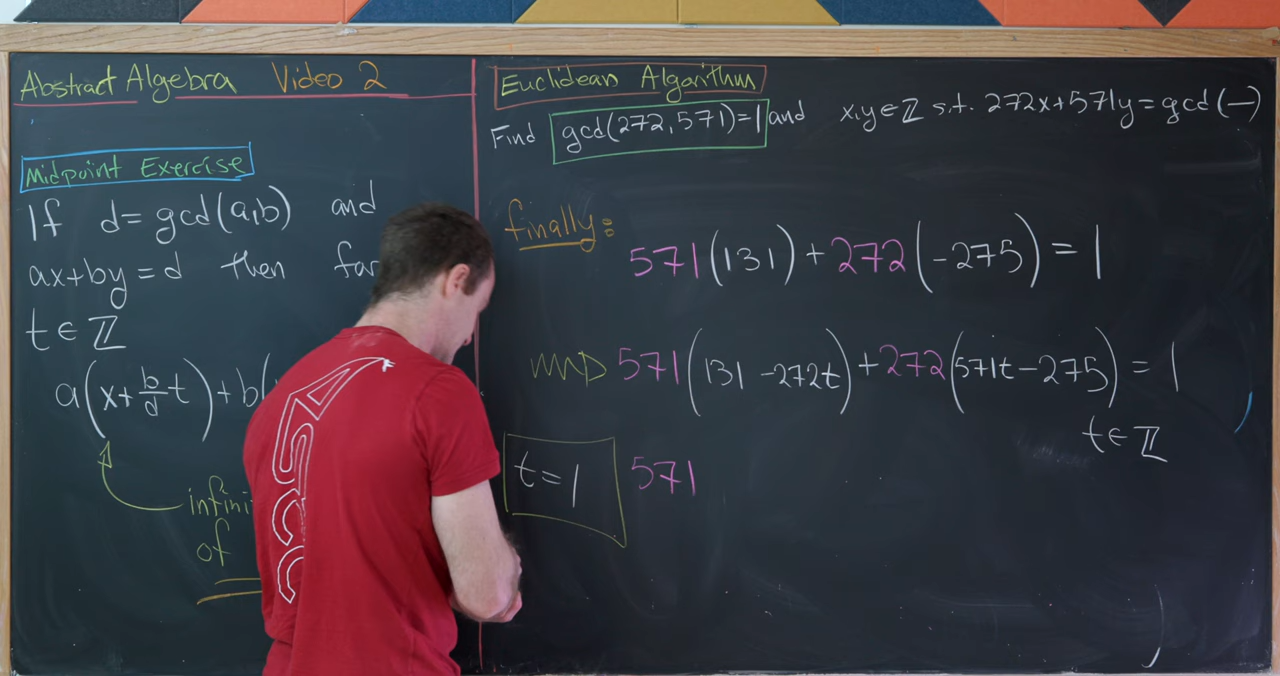 Abstract Algebra Video 2
Midpoint Exercise
If d = gcd(a,b) and
ax+by=d then for
t ∈ ℤ
a(x+b/d t)+b(
infini
of
Euclidean Algorithm
Find gcd(272,571)=1 and x,y∈ℤ s.t. 272x+571y=gcd(—)
finally:
571(131)+272(-275)=1
571(131-272t)+272(571t-275)=1
t∈ℤ
t=1 571